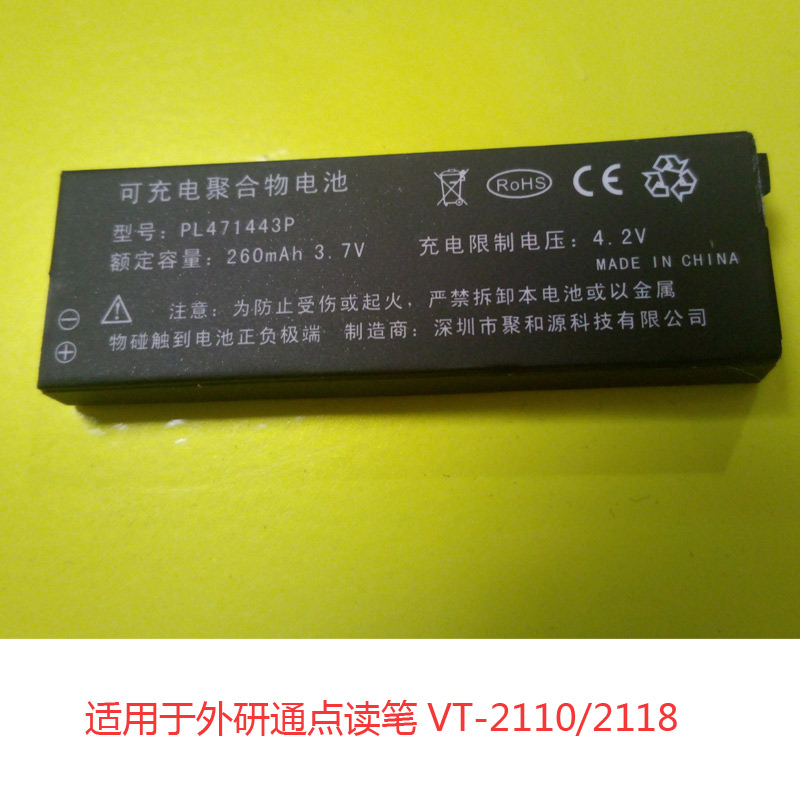 可充电聚合物电池
型号：PL471443P
额定容量：260mAh 3.7V
RoHS
CE
充电限制电压：4.2V
MADE IN CHINA
注意：为防止受伤或起火，严禁拆卸本电池或以金属
物碰触到电池正负极端 制造商：深圳市聚和源科技有限公司
适用于外研通点读笔 VT-2110/2118